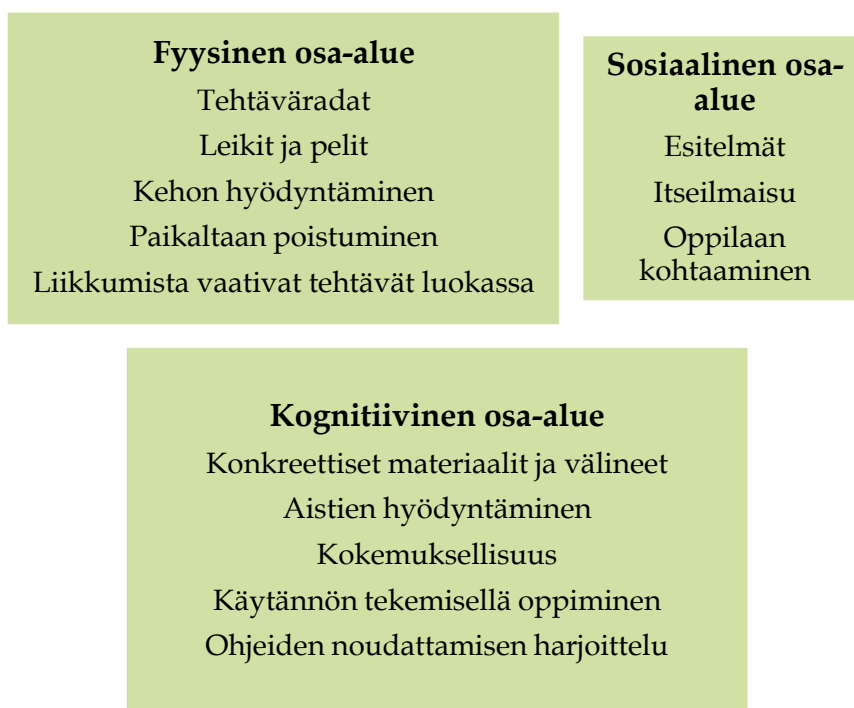 Fyysinen osa-alue
Tehtäväradat
Leikit ja pelit
Kehon hyödyntäminen
Paikaltaan poistuminen
Liikkumista vaativat tehtävät luokassa
Sosiaalinen osa-
alue
Esitelmät
Itseilmaisu
Oppilaan
kohtaaminen
Kognitiivinen osa-alue
Konkreettiset materiaalit ja välineet
Aistien hyödyntäminen
Kokemuksellisuus
Käytännön tekemisellä oppiminen
Ohjeiden noudattamisen harjoittelu